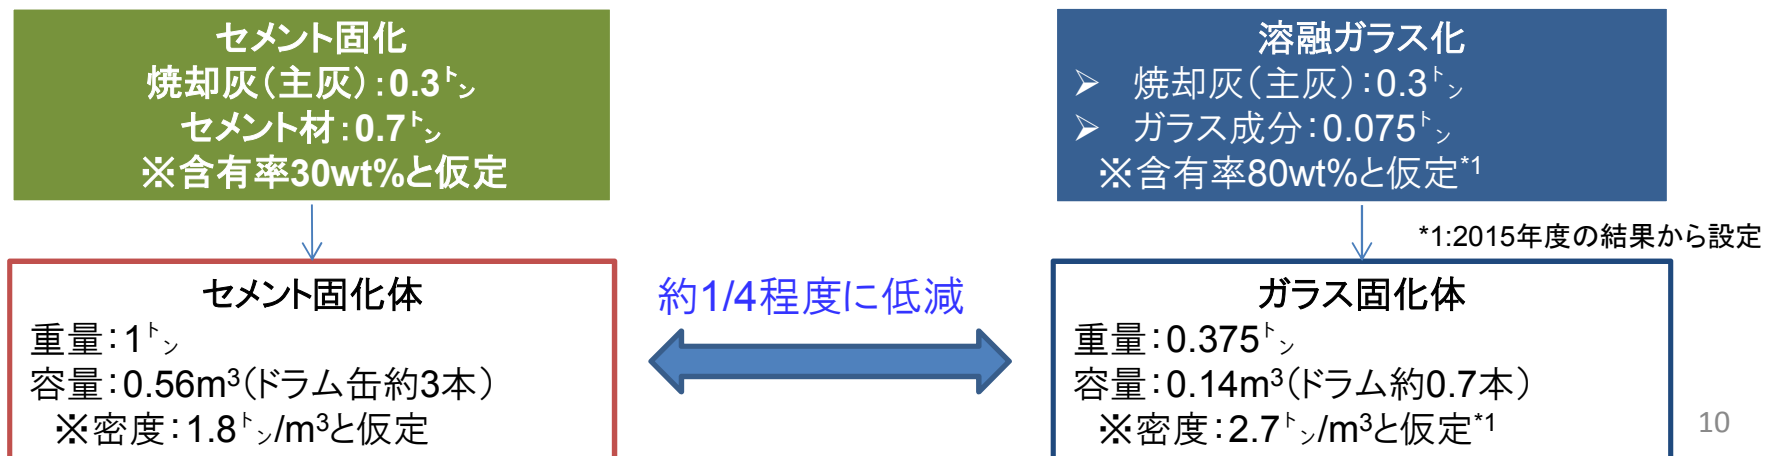 セメント固化
焼却灰(主灰):0.3㌧
セメント材:0.7㌧
※含有率30wt%と仮定
溶融ガラス化
➢ 焼却灰(主灰):0.3㌧
➢ ガラス成分:0.075㌧
※含有率80wt%と仮定*1
*1:2015年度の結果から設定
セメント固化体
重量:1㌧
容量:0.56m³(ドラム缶約3本)
※密度:1.8㌧/m³と仮定
約1/4程度に低減
ガラス固化体
重量:0.375㌧
容量:0.14m³(ドラム約0.7本)
※密度:2.7㌧/m³と仮定*1
10